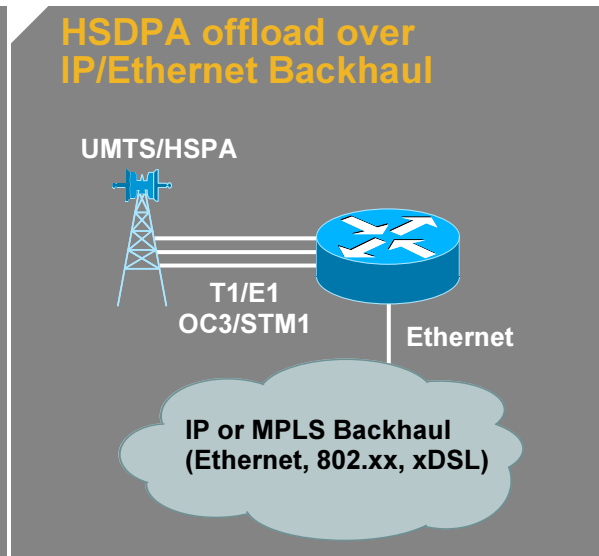 HSDPA offload over
IP/Ethernet Backhaul
UMTS/HSPA
T1/E1
OC3/STM1
Ethernet
IP or MPLS Backhaul
(Ethernet, 802.xx, xDSL)